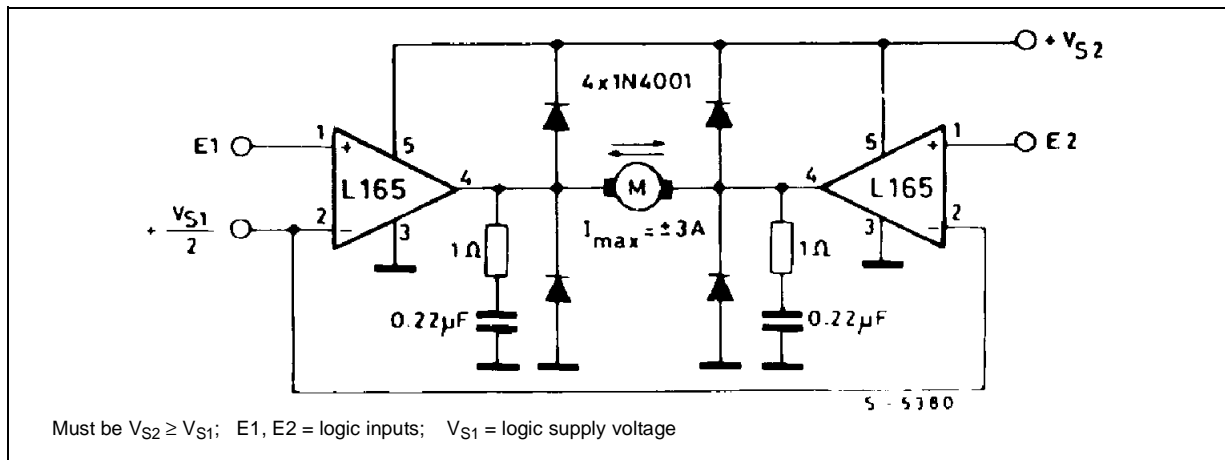 + V_S2
4 x 1N4001
E1
1
+
5
L165
4
2
-
3
+ V_S1/2
1Ω
0.22µF
M
I_max = ±3A
5
1
+
E2
4
L165
3
2
-
1Ω
0.22µF
S - 5780
Must be V_S2 ≥ V_S1; E1, E2 = logic inputs; V_S1 = logic supply voltage